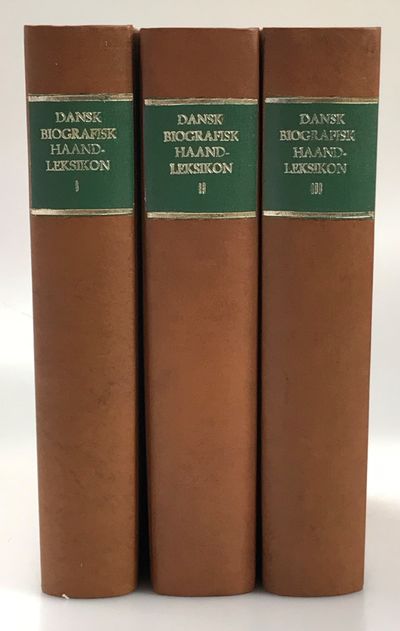 DANSK
BIOGRAFISK
HAAND-
LEKSIKON
I
DANSK
BIOGRAFISK
HAAND-
LEKSIKON
II
DANSK
BIOGRAFISK
HAAND-
LEKSIKON
III